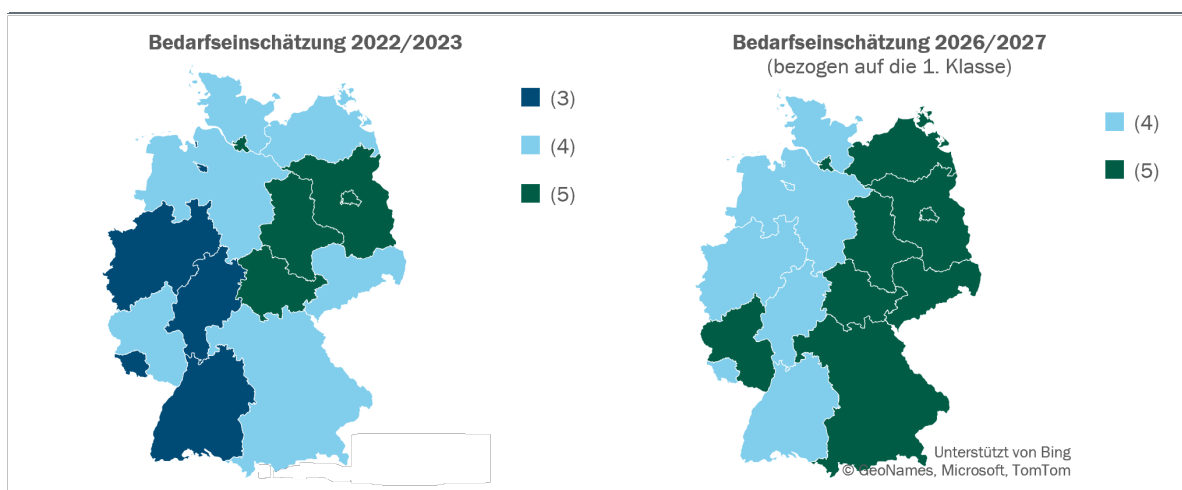 Bedarfseinschätzung 2022/2023
(3)
(4)
(5)
Bedarfseinschätzung 2026/2027
(bezogen auf die 1. Klasse)
(4)
(5)
Unterstützt von Bing
© GeoNames, Microsoft, TomTom